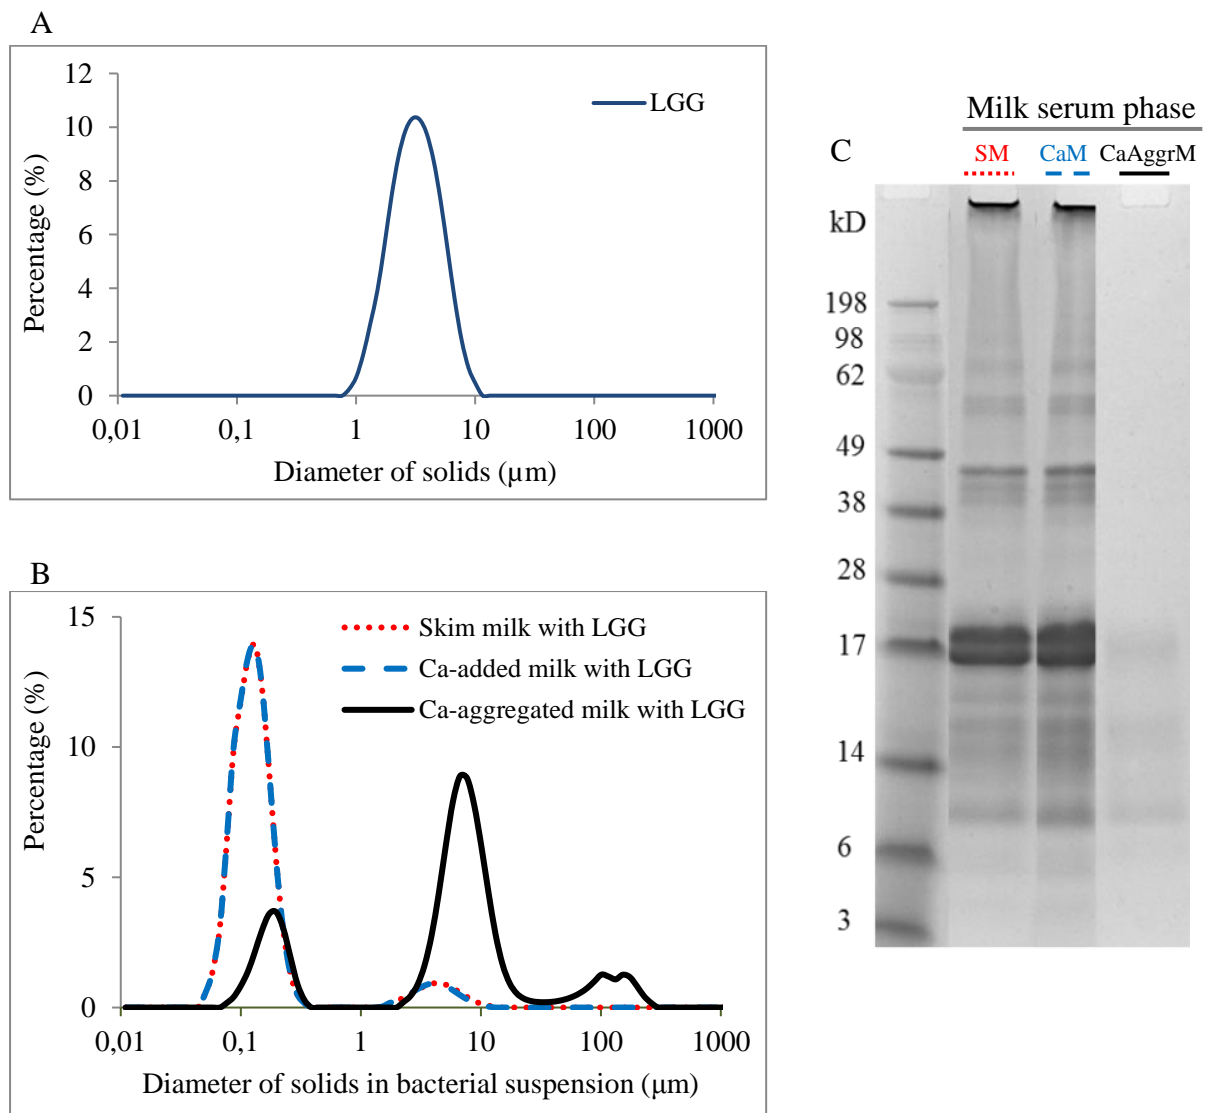 A
12
10
8
6
4
2
0
Percentage (%)
LGG
0,01 0,1 1 10 100 1000
Diameter of solids (µm)
B
15
10
5
0
Percentage (%)
Skim milk with LGG
Ca-added milk with LGG
Ca-aggregated milk with LGG
0,01 0,1 1 10 100 1000
Diameter of solids in bacterial suspension (µm)
Milk serum phase
C
SM CaM CaAggrM
kD
198
98
62
49
38
28
17
14
6
3